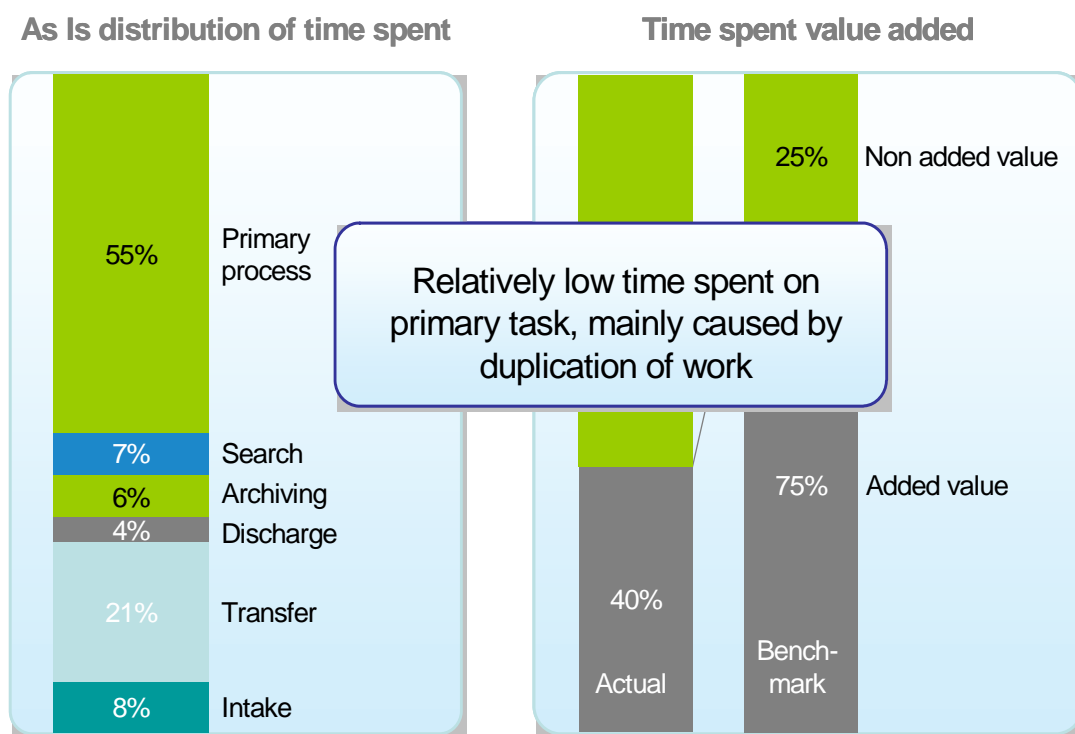 As Is distribution of time spent
Time spent value added
55%
Primary
process
7%
Search
6%
Archiving
4%
Discharge
21%
Transfer
8%
Intake
25%
Non added value
Relatively low time spent on
primary task, mainly caused by
duplication of work
75%
Added value
40%
Actual
Bench-
mark